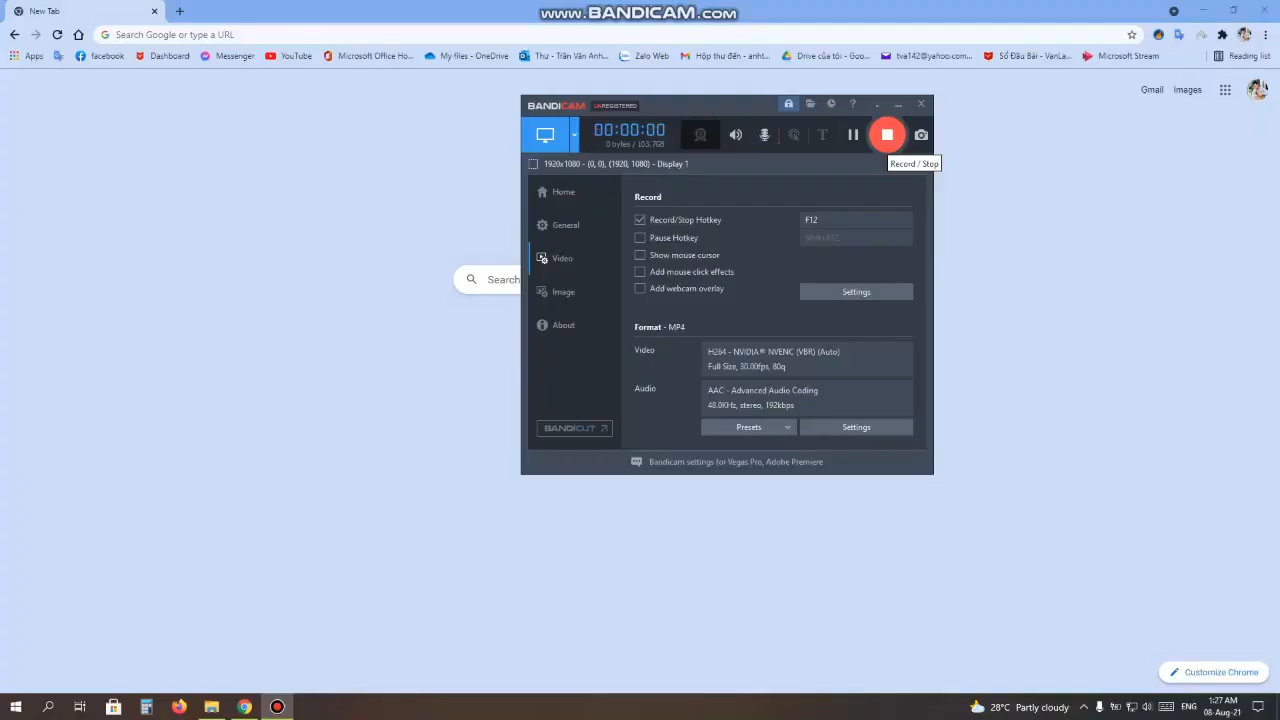 New Tab
www.BANDICAM.com
Search Google or type a URL
Apps
facebook
Dashboard
Messenger
YouTube
Microsoft Office Hom...
My files - OneDrive
Thư - Trần Vân Anh...
Zalo Web
Hộp thư đến - anht...
Drive của tôi - Goo...
tva142@yahoo.com...
Sổ Đầu Bài - VanLa...
Microsoft Stream
Reading list
Gmail
Images
BANDICAM
UNREGISTERED
00:00:00
0 bytes / 103.7GB
Record / Stop
1920x1080 - (0, 0), (1920, 1080) - Display 1
Home
General
Video
Image
About
BANDICUT
Record
Record/Stop Hotkey
F12
Pause Hotkey
Shift+F12
Show mouse cursor
Add mouse click effects
Add webcam overlay
Settings
Format - MP4
Video
H264 - NVIDIA® NVENC (VBR) (Auto)
Full Size, 30.00fps, 80q
Audio
AAC - Advanced Audio Coding
48.0KHz, stereo, 192kbps
Presets
Settings
Bandicam settings for Vegas Pro, Adobe Premiere
Search
Customize Chrome
28°C Partly cloudy
ENG
1:27 AM
08-Aug-21